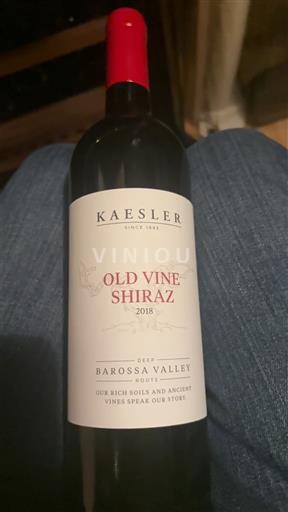 KAESLER
SINCE 1893
VINIOU
OLD VINE
SHIRAZ
2018
DEEP
BAROSSA VALLEY
ROOTS
OUR RICH SOILS AND ANCIENT
VINES SPEAK OUR STORY.